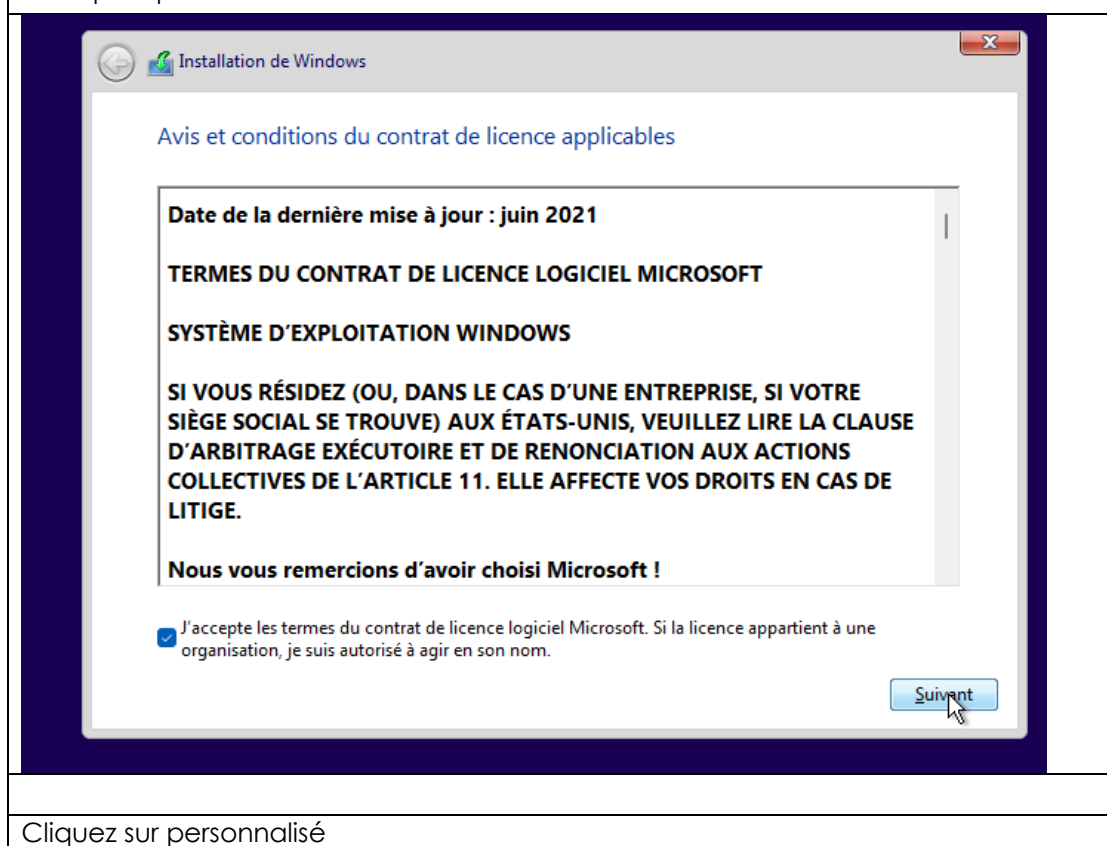 Installation de Windows
Avis et conditions du contrat de licence applicables
Date de la dernière mise à jour : juin 2021
TERMES DU CONTRAT DE LICENCE LOGICIEL MICROSOFT
SYSTÈME D’EXPLOITATION WINDOWS
SI VOUS RÉSIDEZ (OU, DANS LE CAS D’UNE ENTREPRISE, SI VOTRE
SIÈGE SOCIAL SE TROUVE) AUX ÉTATS-UNIS, VEUILLEZ LIRE LA CLAUSE
D’ARBITRAGE EXÉCUTOIRE ET DE RENONCIATION AUX ACTIONS
COLLECTIVES DE L’ARTICLE 11. ELLE AFFECTE VOS DROITS EN CAS DE
LITIGE.
Nous vous remercions d’avoir choisi Microsoft !
J’accepte les termes du contrat de licence logiciel Microsoft. Si la licence appartient à une
organisation, je suis autorisé à agir en son nom.
Suivant
Cliquez sur personnalisé